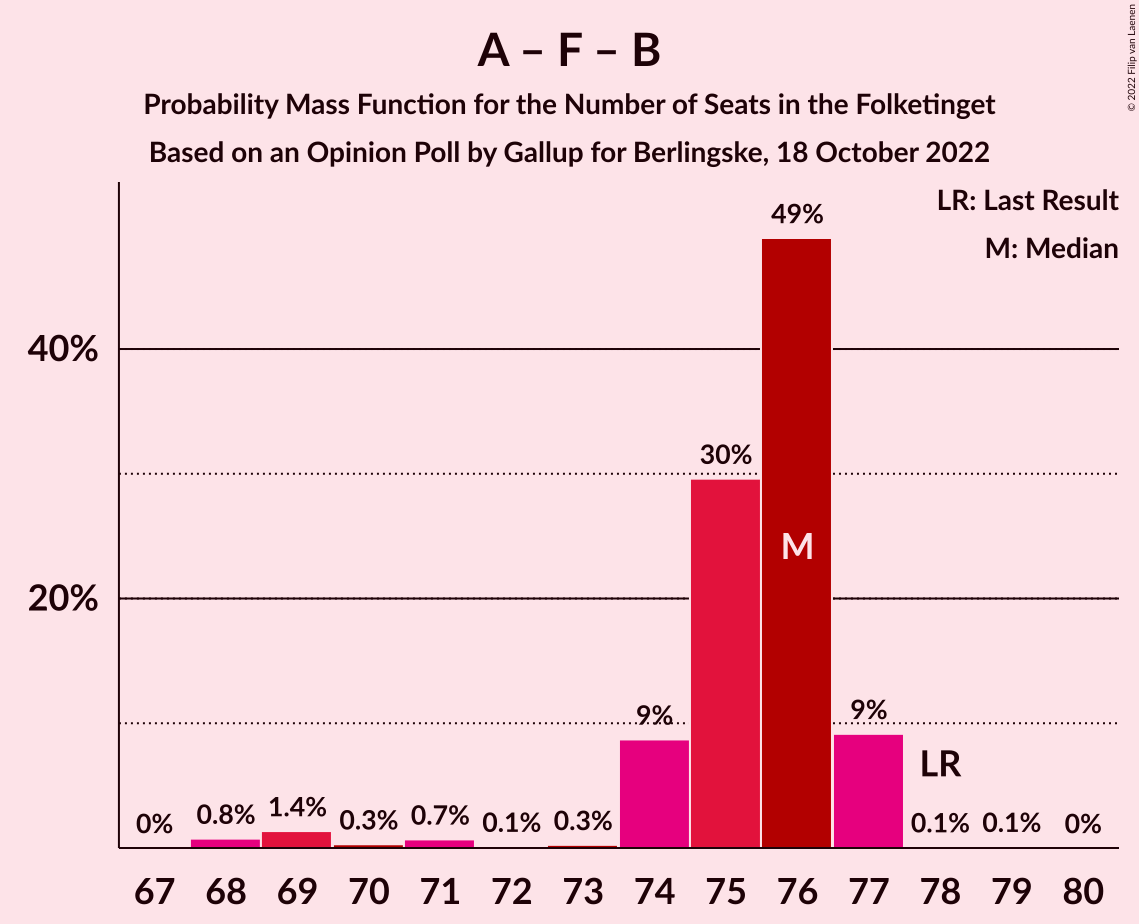 A – F – B
Probability Mass Function for the Number of Seats in the Folketinget
Based on an Opinion Poll by Gallup for Berlingske, 18 October 2022
© 2022 Filip van Laenen
LR: Last Result
M: Median
40%
20%
0%
0.8%
1.4%
0.3%
0.7%
0.1%
0.3%
9%
30%
49%
M
9%
LR
0.1%
0.1%
0%
67 68 69 70 71 72 73 74 75 76 77 78 79 80